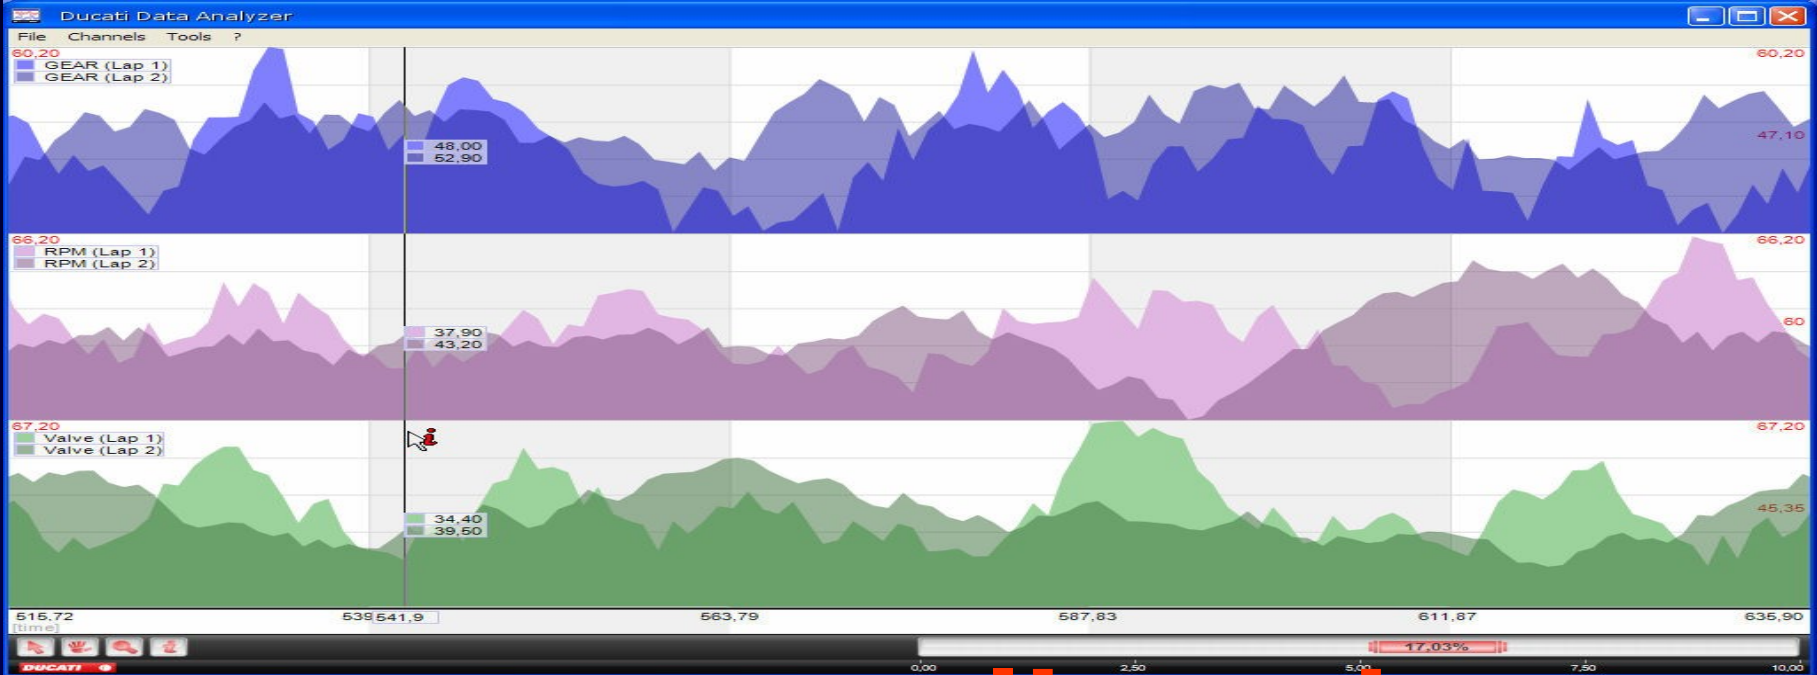 Ducati Data Analyzer
File Channels Tools ?
60,20 60,20
GEAR (Lap 1)
GEAR (Lap 2)
47,10
48,00
52,90
66,20 66,20
RPM (Lap 1)
RPM (Lap 2)
60
37,90
43,20
67,20 67,20
Valve (Lap 1)
Valve (Lap 2)
45,35
34,40
39,50
515,72 539 541,9 563,79 587,83 611,87 635,90
[time]
17,03%
DUCATI
0,00 2,50 5,00 7,50 10,00